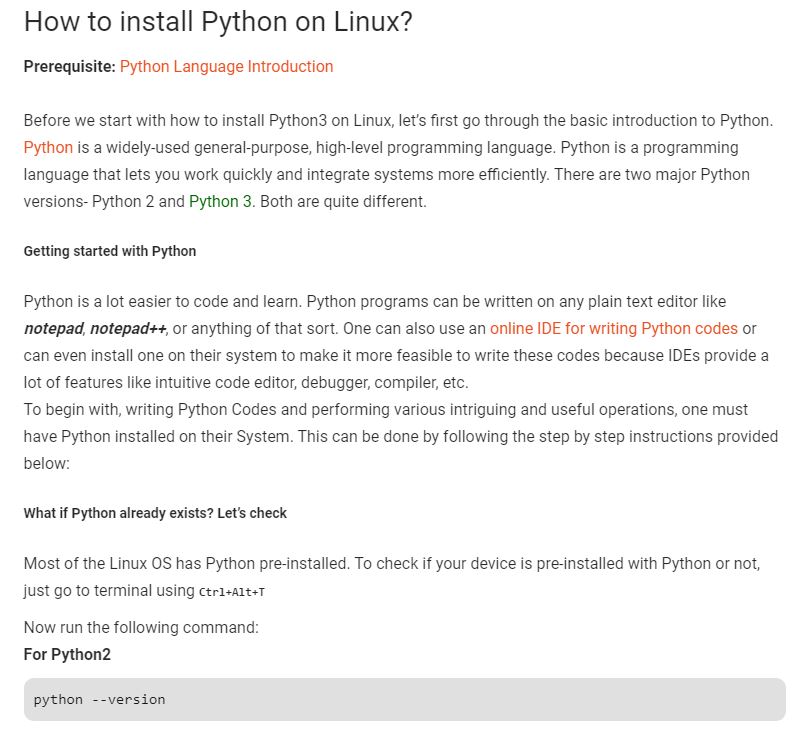 How to install Python on Linux?
Prerequisite: Python Language Introduction
Before we start with how to install Python3 on Linux, let’s first go through the basic introduction to Python.
Python is a widely-used general-purpose, high-level programming language. Python is a programming
language that lets you work quickly and integrate systems more efficiently. There are two major Python
versions- Python 2 and Python 3. Both are quite different.
Getting started with Python
Python is a lot easier to code and learn. Python programs can be written on any plain text editor like
notepad, notepad++, or anything of that sort. One can also use an online IDE for writing Python codes or
can even install one on their system to make it more feasible to write these codes because IDEs provide a
lot of features like intuitive code editor, debugger, compiler, etc.
To begin with, writing Python Codes and performing various intriguing and useful operations, one must
have Python installed on their System. This can be done by following the step by step instructions provided
below:
What if Python already exists? Let’s check
Most of the Linux OS has Python pre-installed. To check if your device is pre-installed with Python or not,
just go to terminal using Ctrl+Alt+T
Now run the following command:
For Python2
python --version